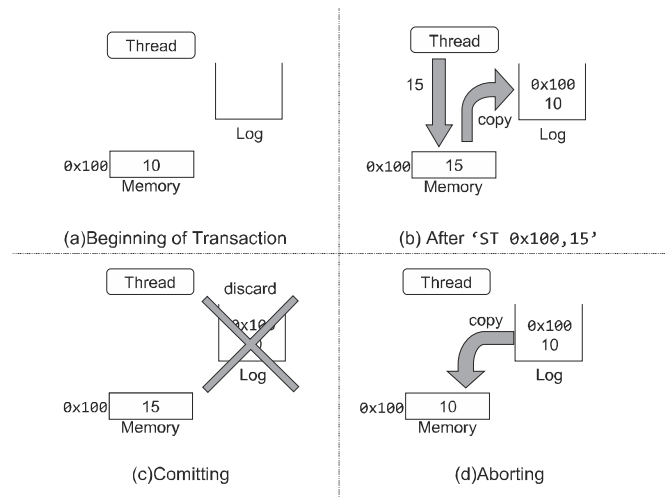 Thread
Log
0x100 10
Memory
(a)Beginning of Transaction
Thread
15
copy
0x100
10
Log
0x100 15
Memory
(b) After ‘ST 0x100,15’
Thread
discard
Log
0x100 15
Memory
(c)Comitting
Thread
copy
0x100
10
Log
0x100 10
Memory
(d)Aborting